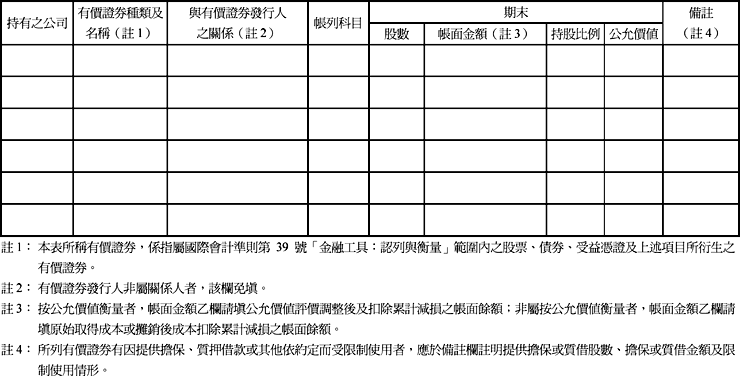 持有之公司 有價證券種類及名稱（註1） 與有價證券發行人之關係（註2） 帳列科目 期末 備註（註4）
股數 帳面金額（註3） 持股比例 公允價值
註1： 本表所稱有價證券，係指屬國際會計準則第 39 號「金融工具：認列與衡量」範圍內之股票、債券、受益憑證及上述項目所衍生之
有價證券。
註2： 有價證券發行人非屬關係人者，該欄免填。
註3： 按公允價值衡量者，帳面金額乙欄請填公允價值評價調整後及扣除累計減損之帳面餘額；非屬按公允價值衡量者，帳面金額乙欄請
填原始取得成本或攤銷後成本扣除累計減損之帳面餘額。
註4： 所列有價證券有因提供擔保、質押借款或其他依約定而受限制使用者，應於備註欄註明提供擔保或質借股數、擔保或質借金額及限
制使用情形。